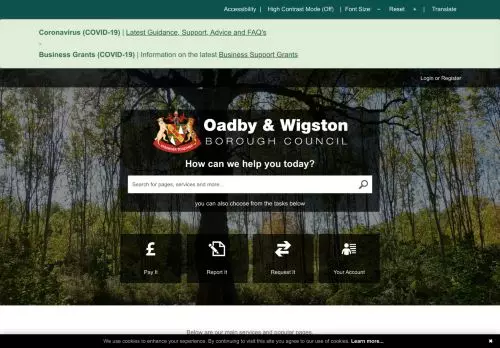 Accessibility | High Contrast Mode (Off) | Font Size: − Reset + | Translate
Coronavirus (COVID-19) | Latest Guidance, Support, Advice and FAQ's
-
Business Grants (COVID-19) | Information on the latest Business Support Grants
Login or Register
Oadby & Wigston
BOROUGH COUNCIL
How can we help you today?
Search for pages, services and more...
you can also choose from the tasks below
Pay It
Report It
Request It
Your Account
Below are our main services and popular pages.
We use cookies to enhance your experience. By continuing to visit this site you agree to our use of cookies. Learn more... ✖